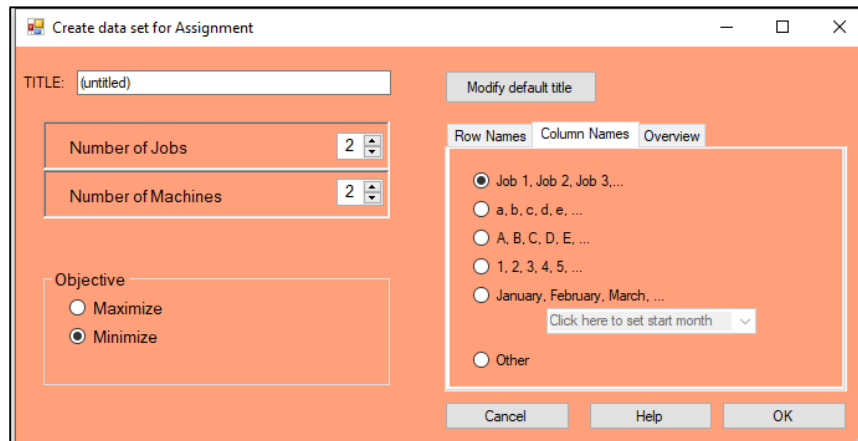 Create data set for Assignment
TITLE: (untitled)
Modify default title
Number of Jobs 2
Number of Machines 2
Objective
Maximize
Minimize
Row Names Column Names Overview
Job 1, Job 2, Job 3,...
a, b, c, d, e, ...
A, B, C, D, E, ...
1, 2, 3, 4, 5, ...
January, February, March, ...
Click here to set start month
Other
Cancel Help OK